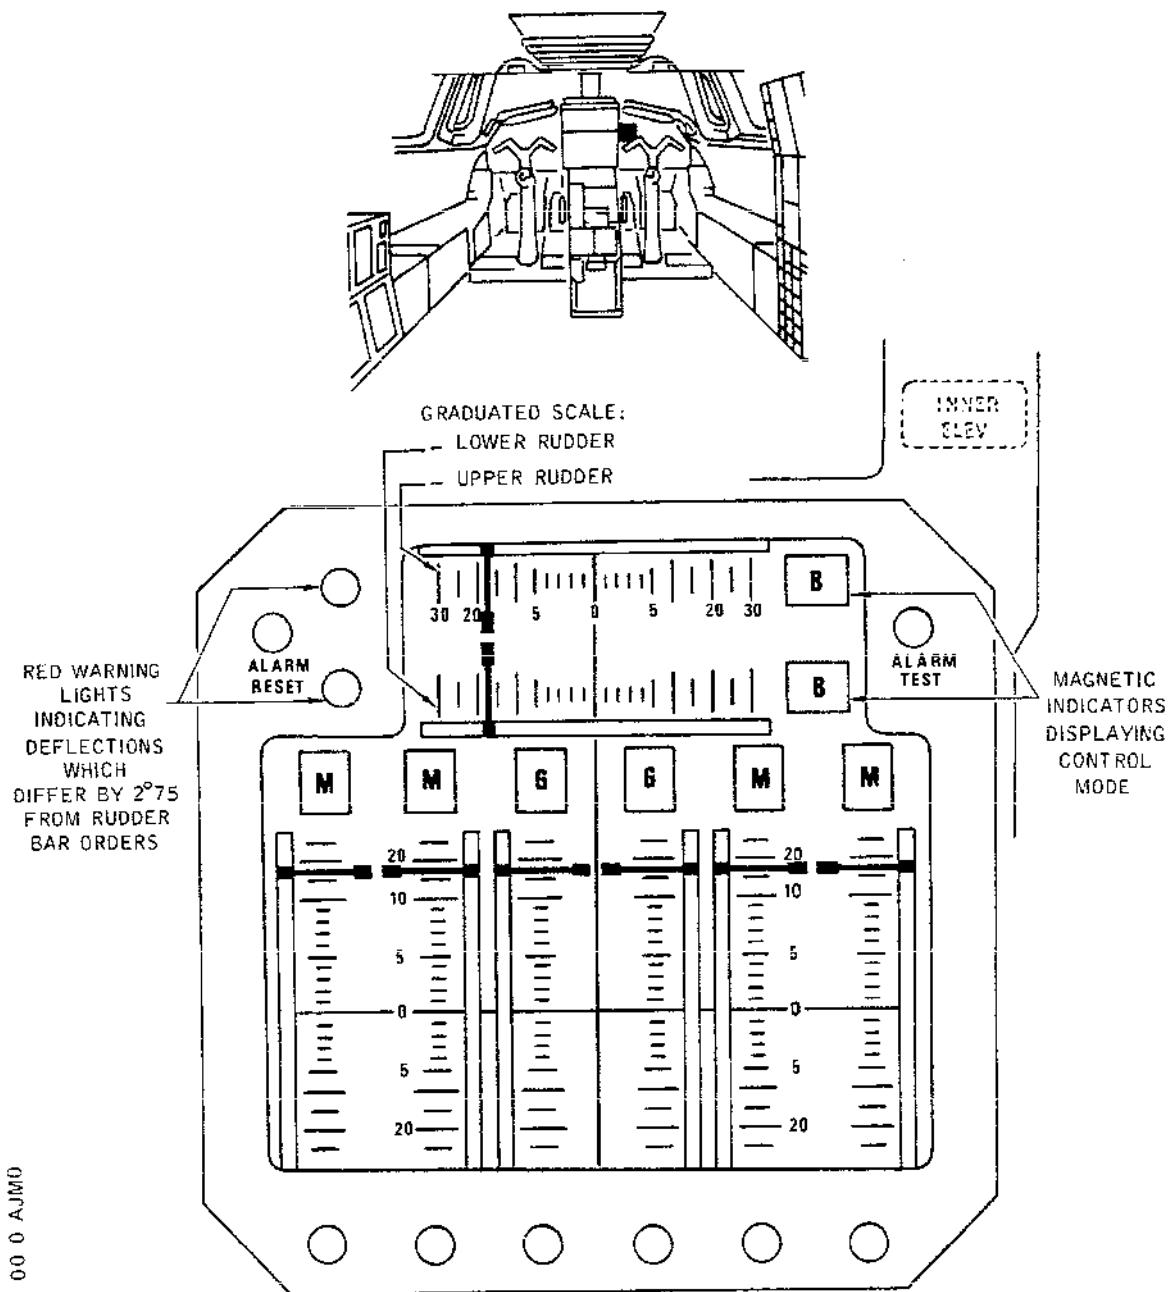 GRADUATED SCALE:
LOWER RUDDER
UPPER RUDDER
INNER
ELEV
B
30 20 5 0 5 20 30
ALARM
RESET
ALARM
TEST
B
RED WARNING
LIGHTS
INDICATING
DEFLECTIONS
WHICH
DIFFER BY 2°75
FROM RUDDER
BAR ORDERS
MAGNETIC
INDICATORS
DISPLAYING
CONTROL
MODE
M M G G M M
20 20
10 10
5 5
0 0
5 5
20 20
00 0 AJM0